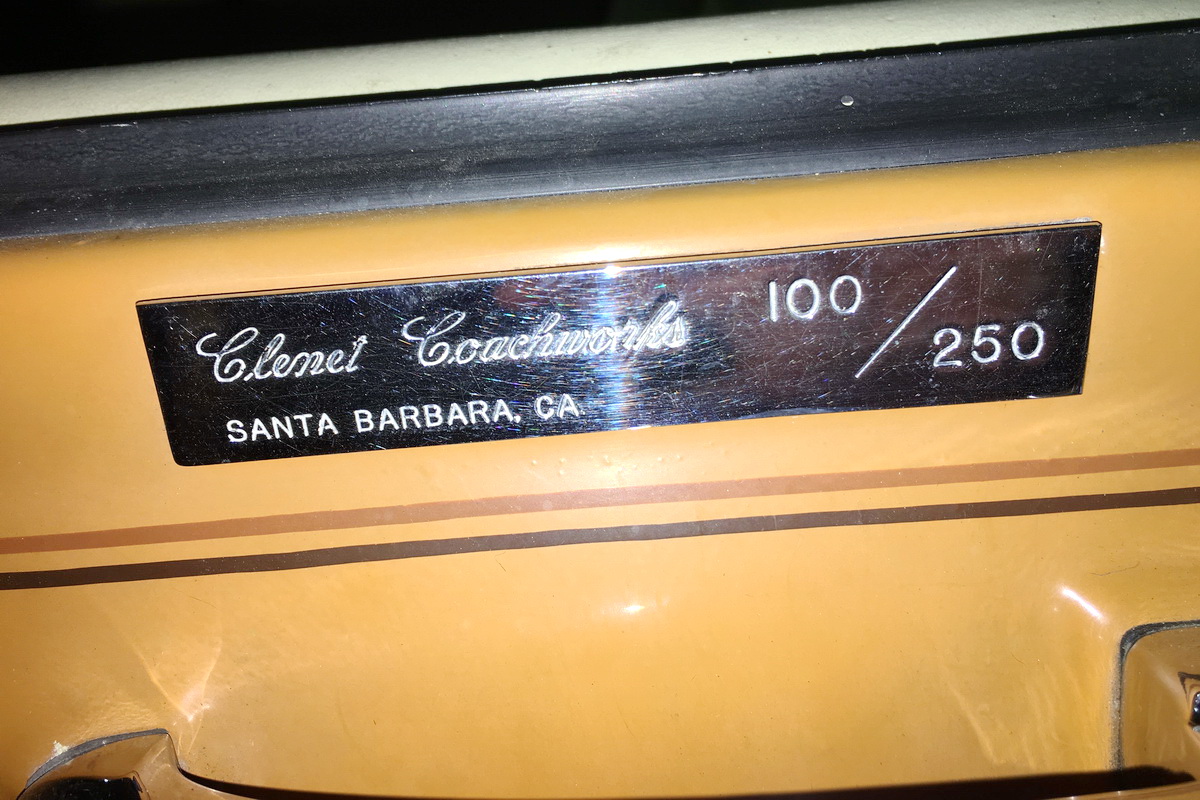 Clenet Coachworks 100/250
SANTA BARBARA, CA